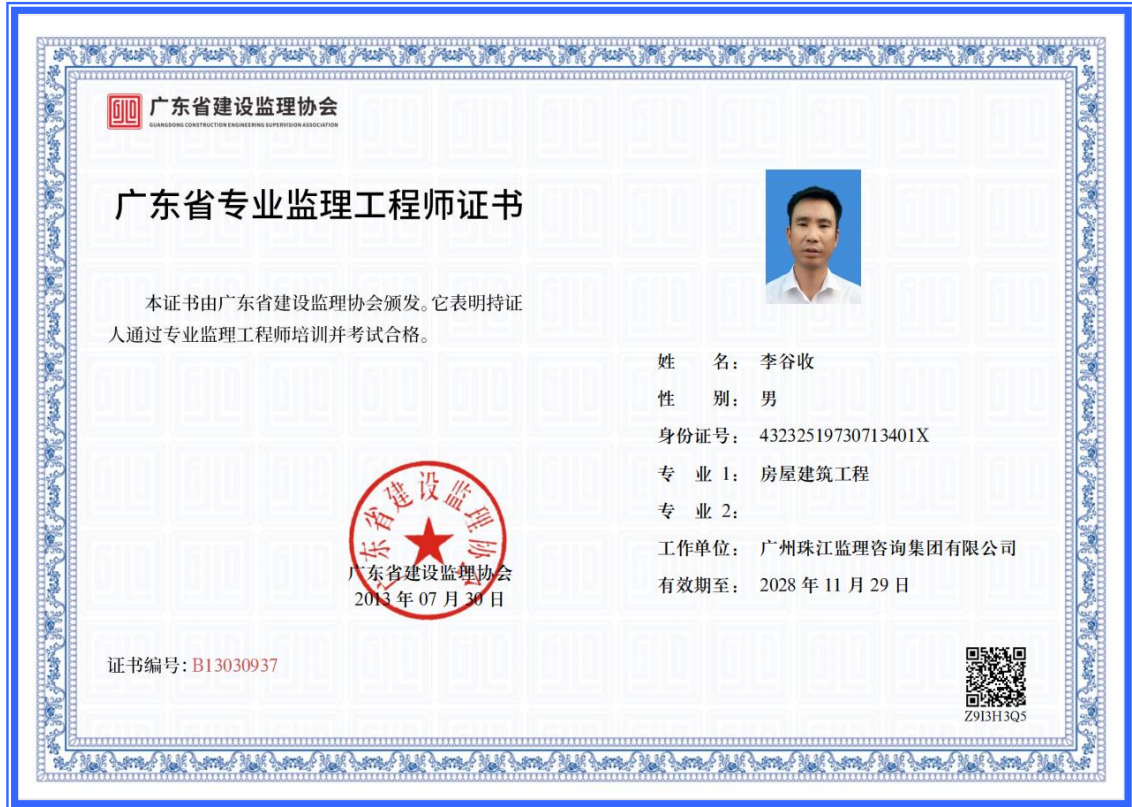 广东省建设监理协会
GUANGDONG CONSTRUCTION ENGINEERING SUPERVISION ASSOCIATION
广东省专业监理工程师证书
本证书由广东省建设监理协会颁发。它表明持证
人通过专业监理工程师培训并考试合格。
姓 名: 李谷收
性 别: 男
身份证号: 43232519730713401X
专 业 1: 房屋建筑工程
专 业 2:
工作单位: 广州珠江监理咨询集团有限公司
有效期至: 2028 年 11 月 29 日
广东省建设监理协会
广东省建设监理协会
2013 年 07 月 30 日
证书编号: B13030937
Z9I3H3Q5